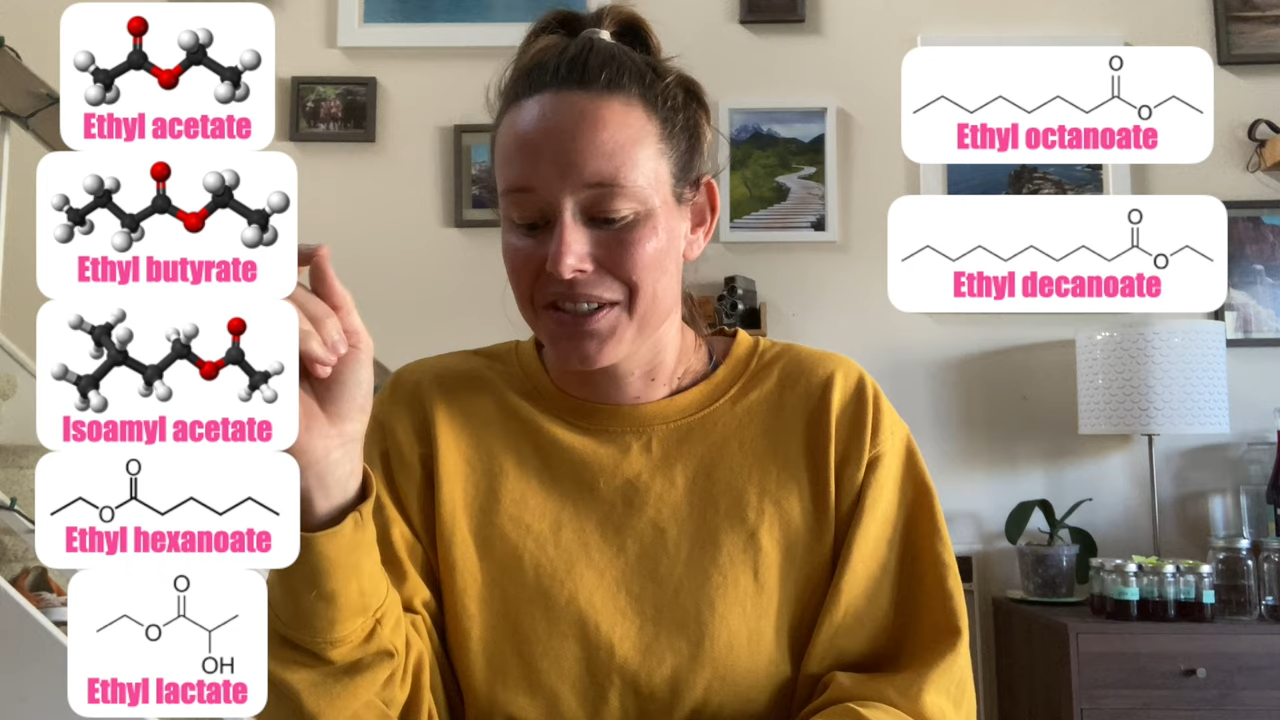 Ethyl acetate
Ethyl butyrate
Isoamyl acetate
O
O
Ethyl hexanoate
O
O
OH
Ethyl lactate
O
O
Ethyl octanoate
O
O
Ethyl decanoate